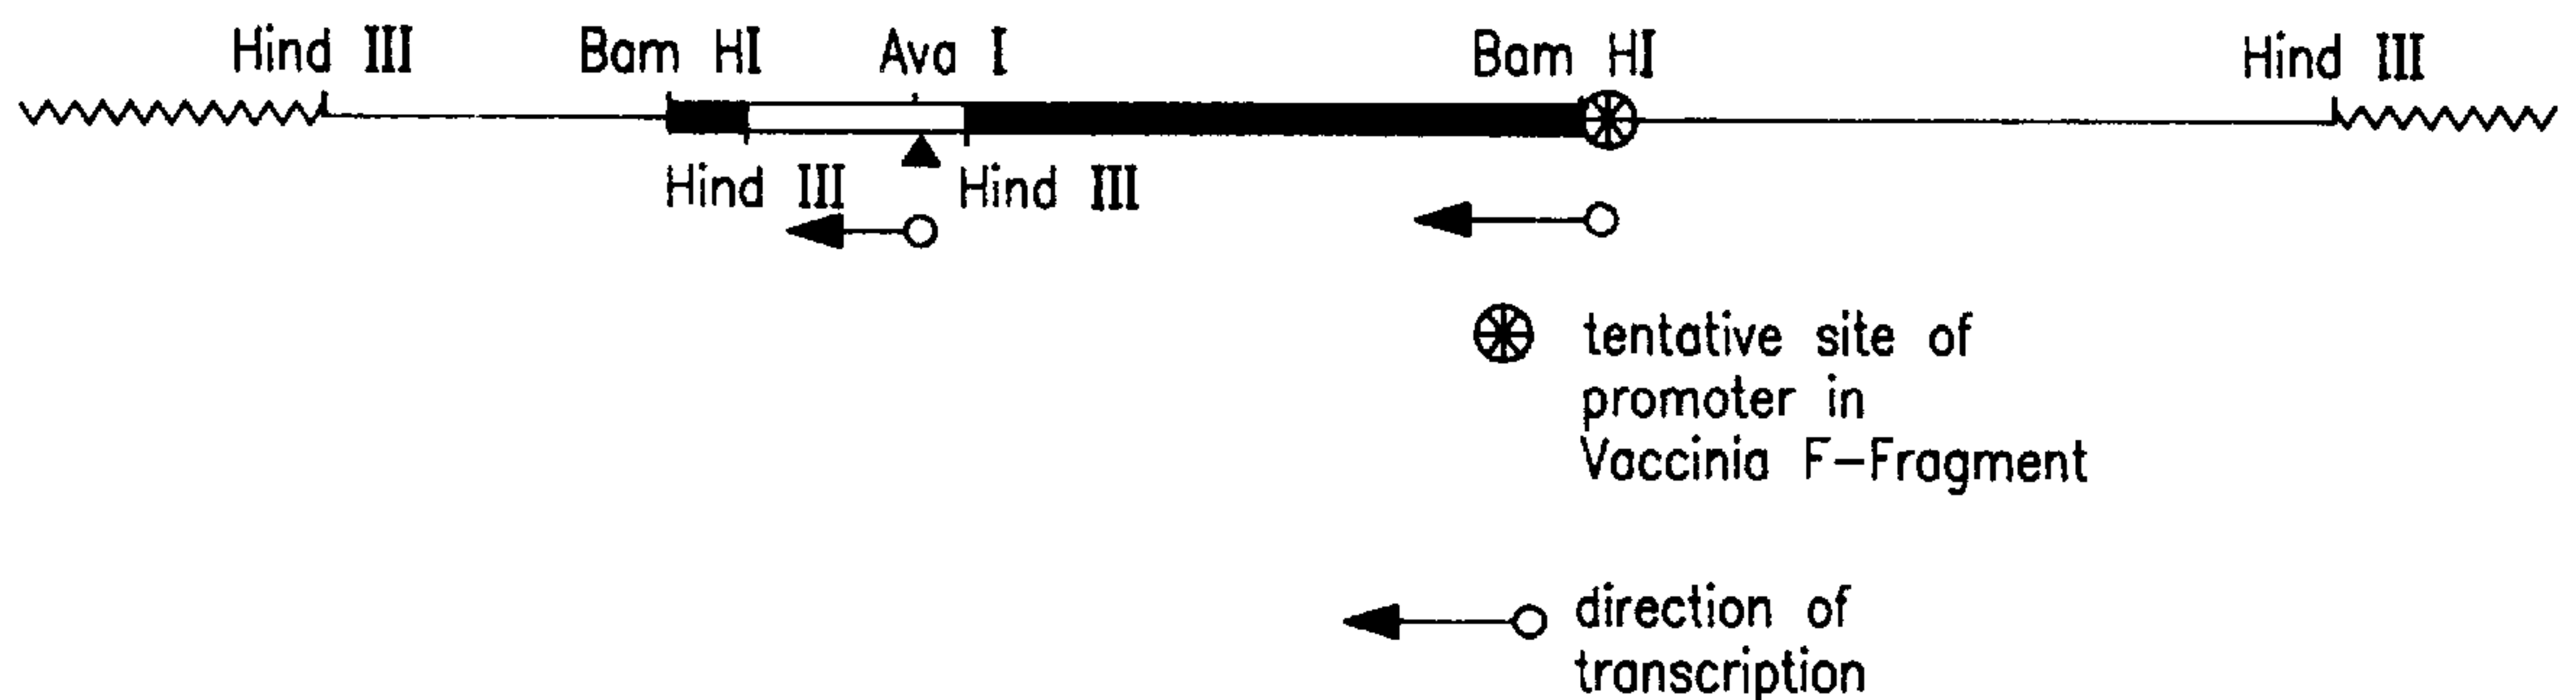 Hind III
Bam HI
Ava I
Bam HI
Hind III
Hind III
Hind III
tentative site of
promoter in
Vaccinia F-Fragment
direction of
transcription